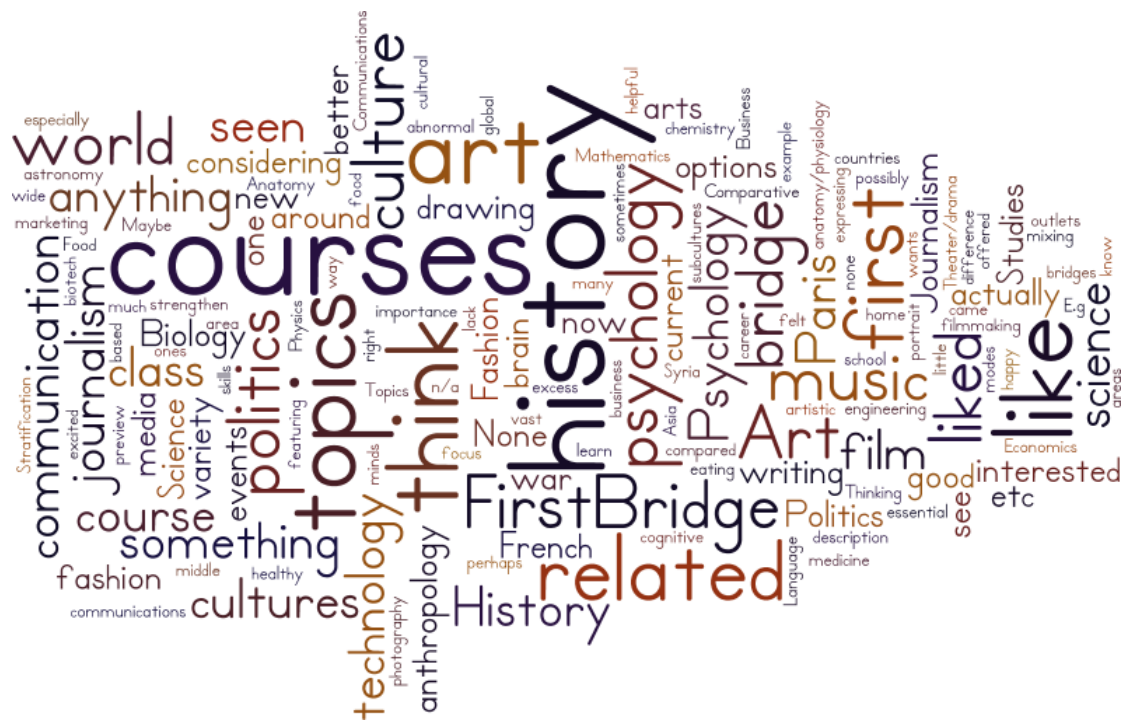 especially
world
astronomy
wide
anything
marketing
Maybe
seen
considering
Anatomy
new
around
one
better
food
Communications
culture
cultural
abnormal
global
art
drawing
courses
history
helpful
arts
chemistry
Business
Mathematics
sometimes
psychology
options
example
Comparative
subcultures
Psychology
bridge
anatomy/physiology
countries
expressing
possibly
first
none
wants
Journalism
Theater/drama
difference
offered
Studies
outlets
mixing
bridges
know
communication
Food
biotech
journalism
much
strengthen
way
Biology
area
based
ones
class
skills
politics
Physics
topics
importance
right
think
lack
Fashion
brain
now
many
current
career
felt
Paris
home
portrait
school
actually
came
filmmaking
E.g
Science
areas
Stratification
excited
preview
media
Science
variety
events
featuring
minds
Topics
n/a
focus
None
vast
excess
learn
business
Asia
Syria
compared
eating
music
artistic
engineering
Art
little
liked
modes
happy
like
Economics
film
writing
Thinking
good
interested
see
etc
essential
course
something
war
FirstBridge
Politics
description
French
cognitive
perhaps
medicine
Language
related
fashion
middle
healthy
communications
cultures
technology
photography
anthropology
History